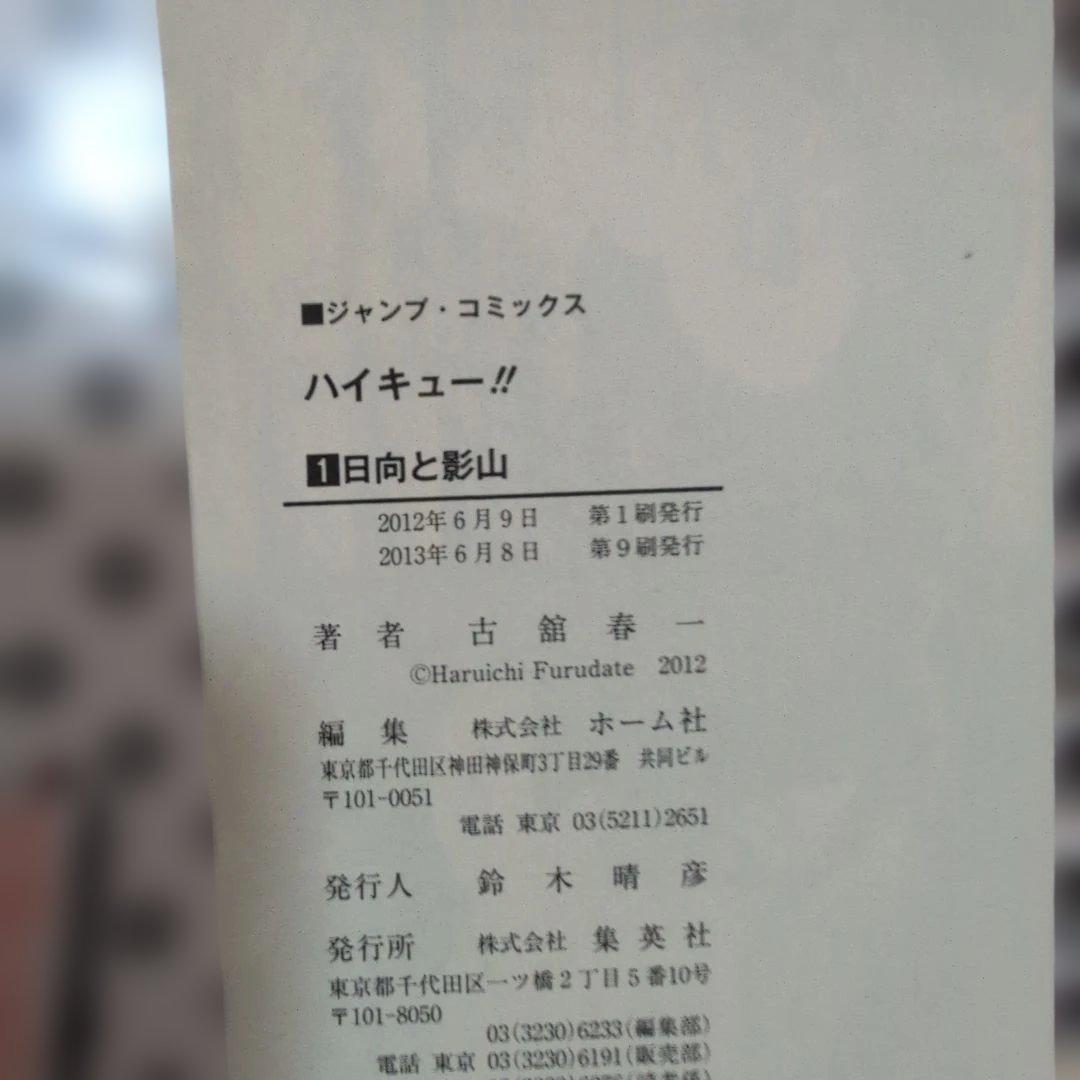 ■ジャンプ・コミックス
ハイキュー!!
1日向と影山
2012年6月9日　第1刷発行
2013年6月8日　第9刷発行
著者　古舘春一
©Haruichi Furudate 2012
編集　株式会社 ホーム社
東京都千代田区神田神保町3丁目29番　共同ビル
〒101-0051
電話 東京 03(5211)2651
発行人　鈴木晴彦
発行所　株式会社 集英社
東京都千代田区一ツ橋2丁目5番10号
〒101-8050
03(3230)6233(編集部)
電話 東京 03(3230)6191(販売部)